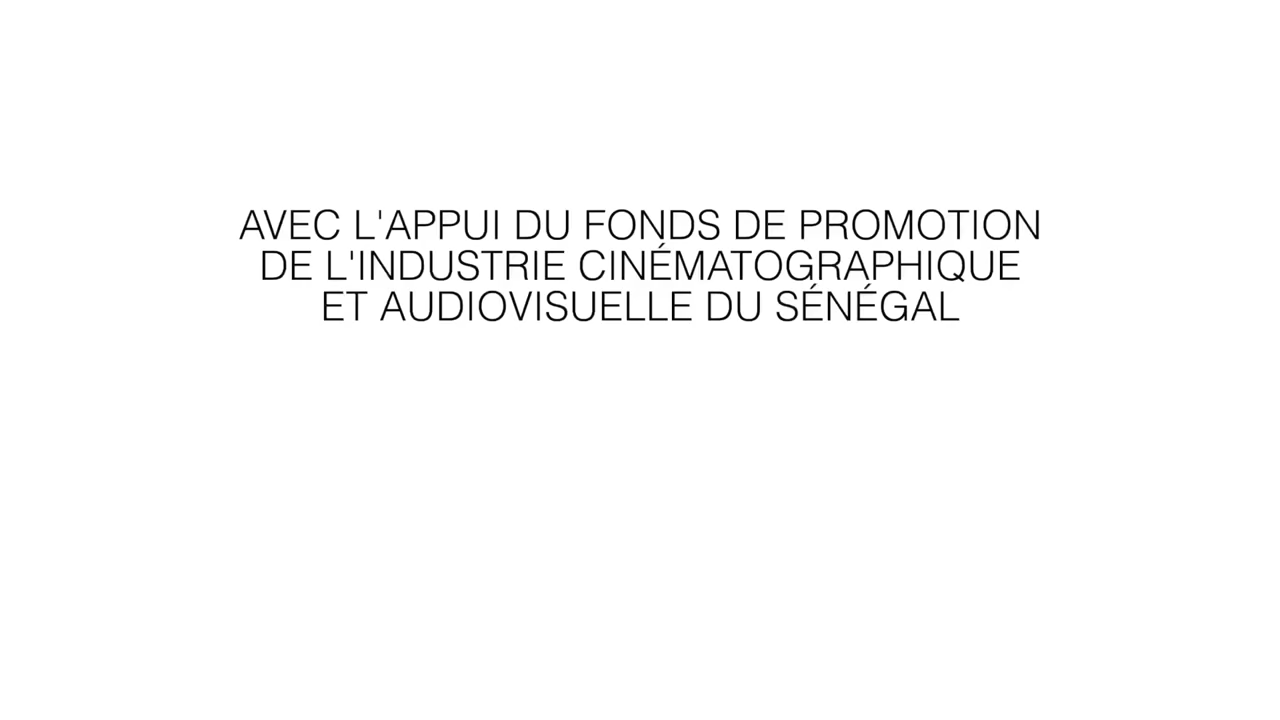 AVEC L'APPUI DU FONDS DE PROMOTION
DE L'INDUSTRIE CINÉMATOGRAPHIQUE
ET AUDIOVISUELLE DU SÉNÉGAL